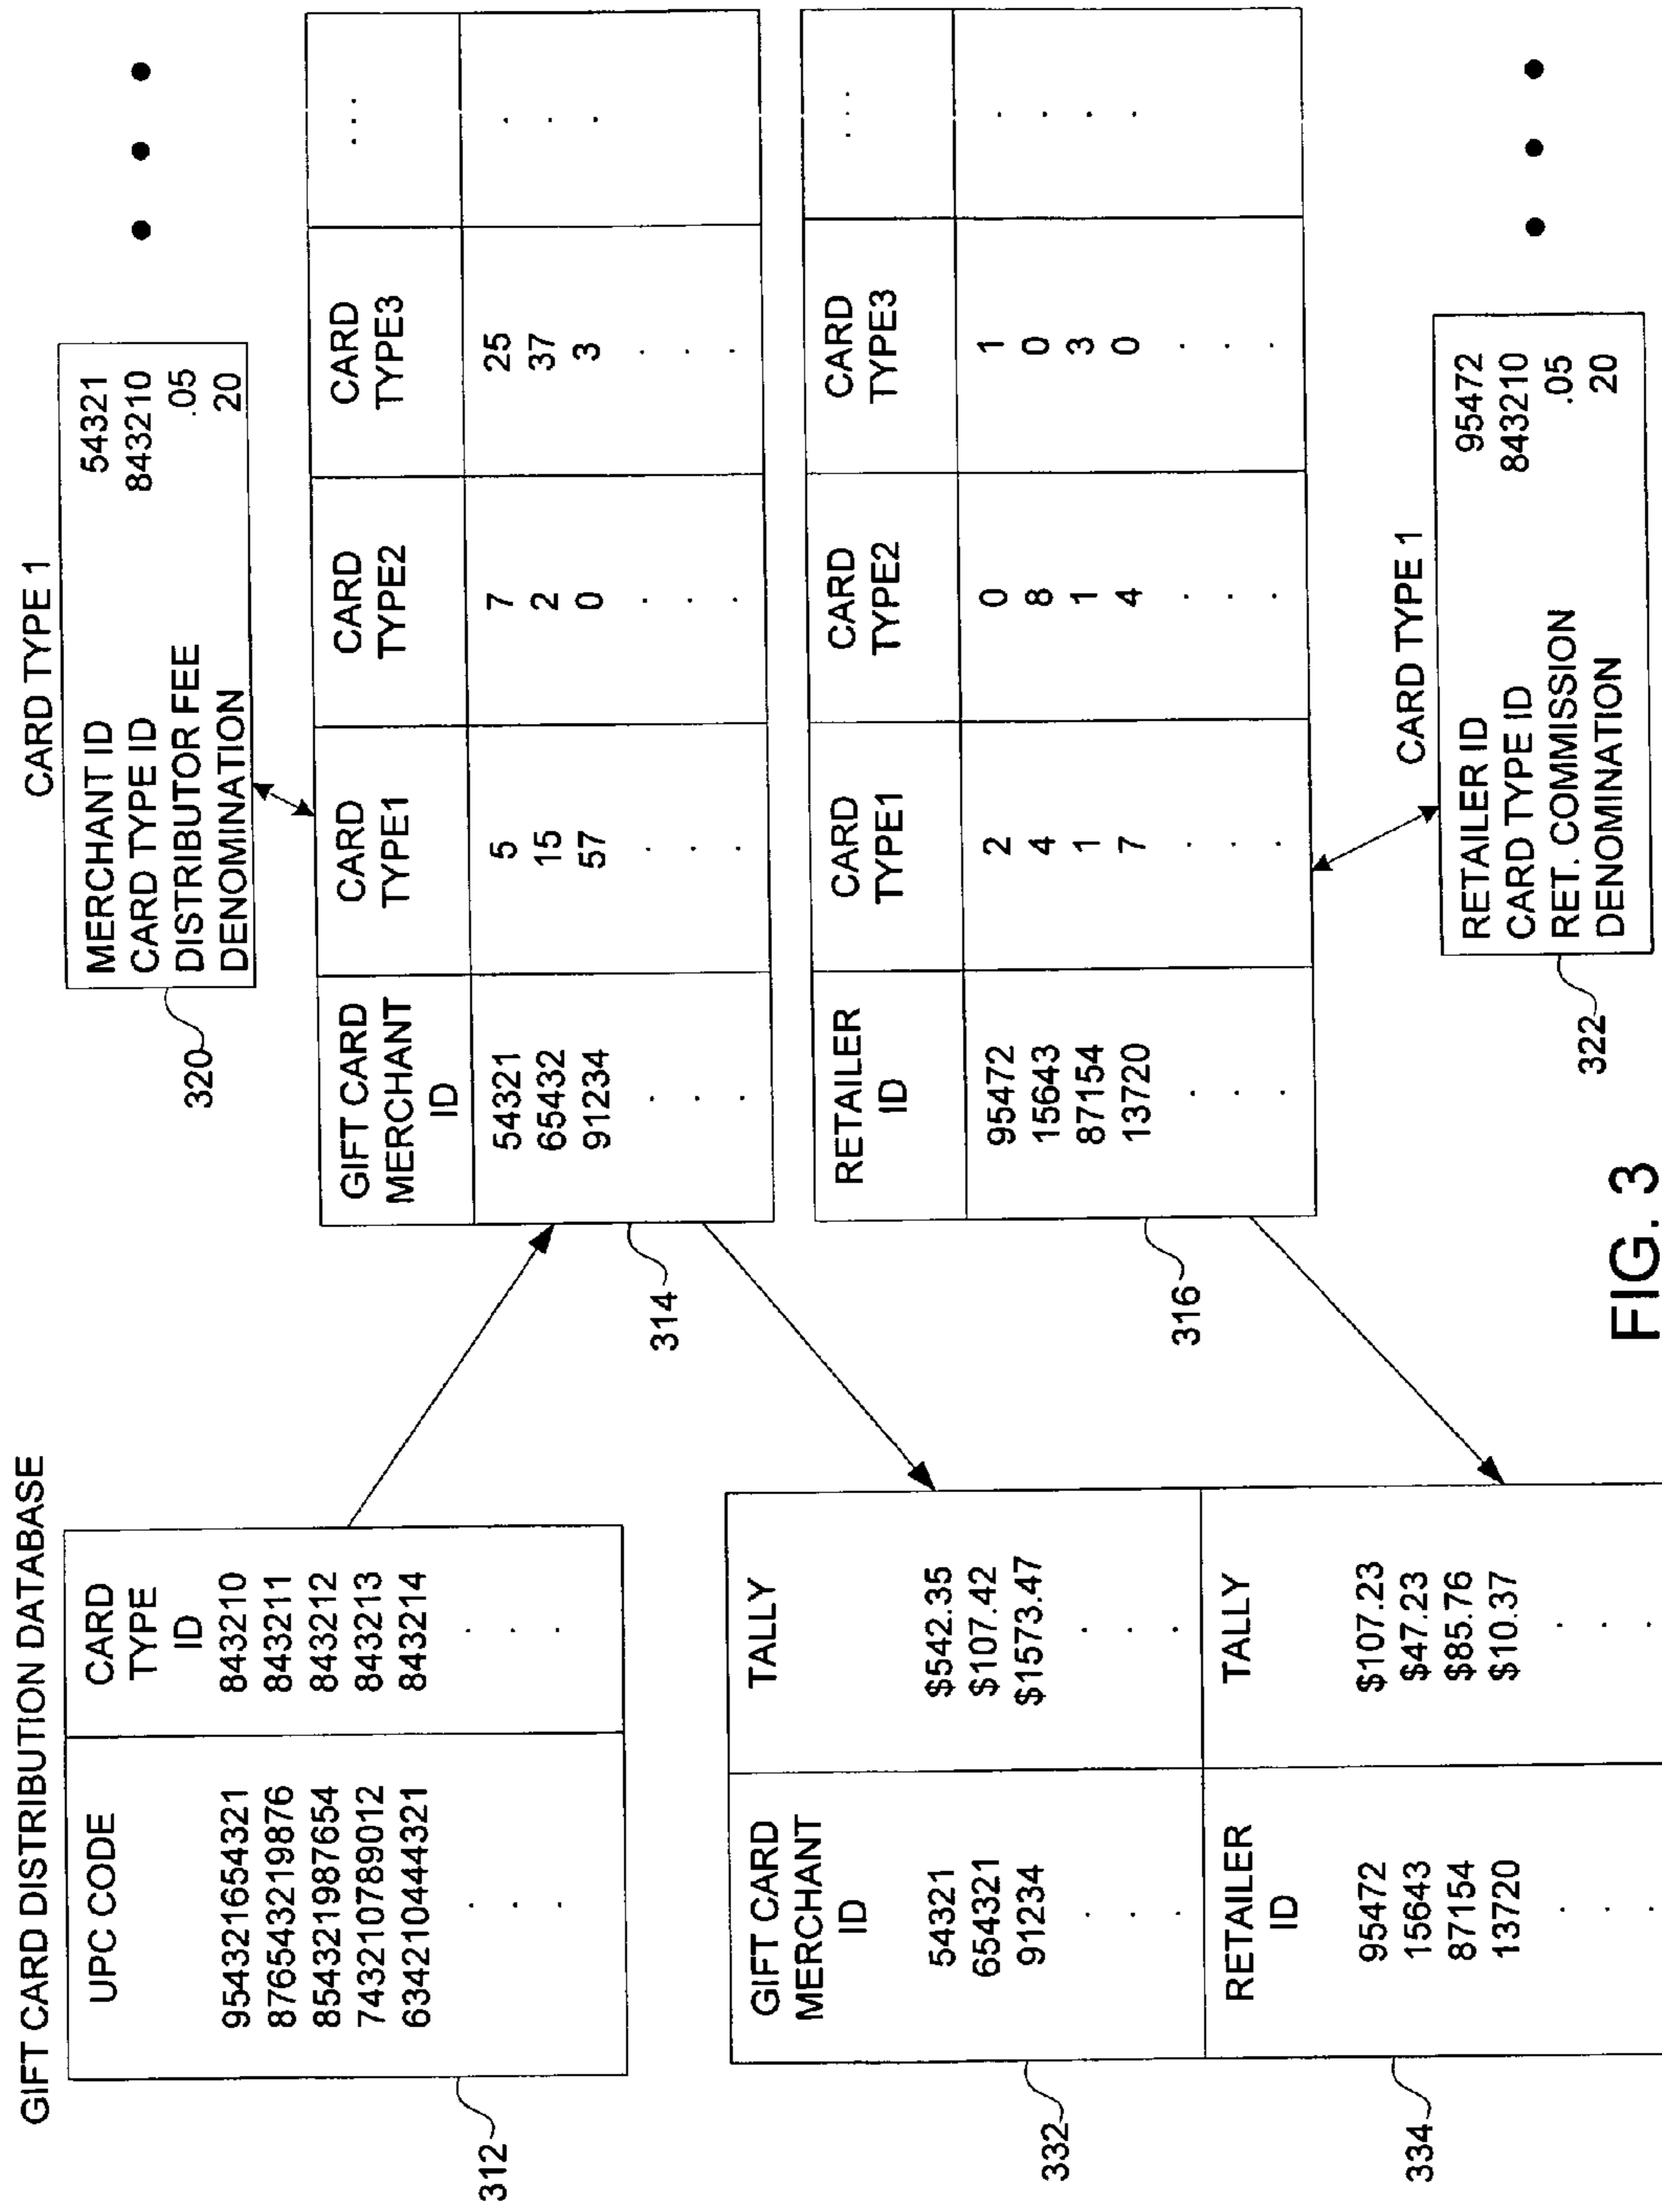 GIFT CARD DISTRIBUTION DATABASE
UPC CODE
CARD TYPE ID
954321654321 843210
876543219876 843211
854321987654 843212
743210789012 843213
634210444321 843214
. .
. .
. .
312
GIFT CARD MERCHANT ID
TALLY
54321 $542.35
654321 $107.42
91234 $1573.47
. .
. .
. .
332
RETAILER ID
TALLY
95472 $107.23
15643 $47.23
87154 $85.76
13720 $10.37
. .
. .
. .
334
CARD TYPE 1
MERCHANT ID 54321
CARD TYPE ID 843210
DISTRIBUTOR FEE .05
DENOMINATION 20
320
GIFT CARD MERCHANT ID
CARD TYPE1
CARD TYPE2
CARD TYPE3
...
54321 5 7 25 .
65432 15 2 37 .
91234 57 0 3 .
. . . .
. . . .
. . . .
314
RETAILER ID
CARD TYPE1
CARD TYPE2
CARD TYPE3
...
95472 2 0 1 .
15643 4 8 0 .
87154 1 1 3 .
13720 7 4 0 .
. . . .
. . . .
. . . .
316
CARD TYPE 1
RETAILER ID 95472
CARD TYPE ID 843210
RET. COMMISSION .05
DENOMINATION 20
322
FIG. 3